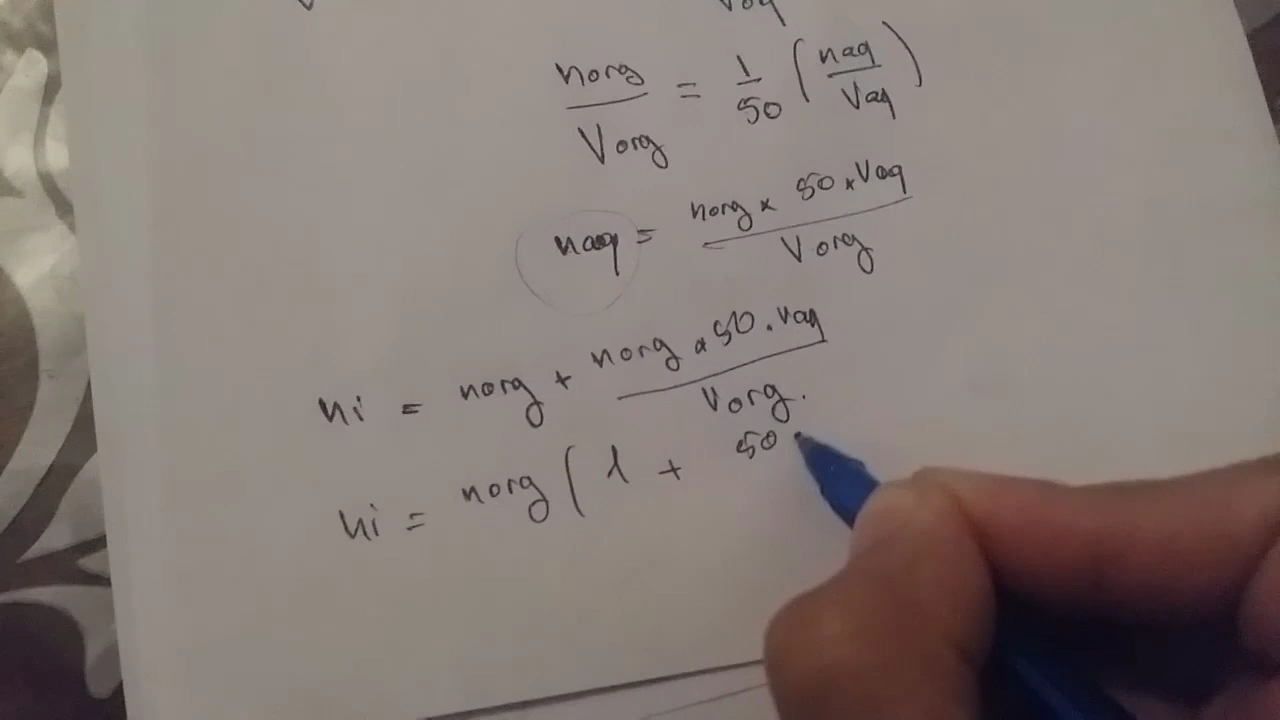 Voq
norg / Vorg = 1 / 50 ( naq / Vaq )
naq = norg x 50 x Vaq / Vorg
ni = norg + norg x 50 . Vaq / Vorg.
ni = norg ( 1 + 50 .